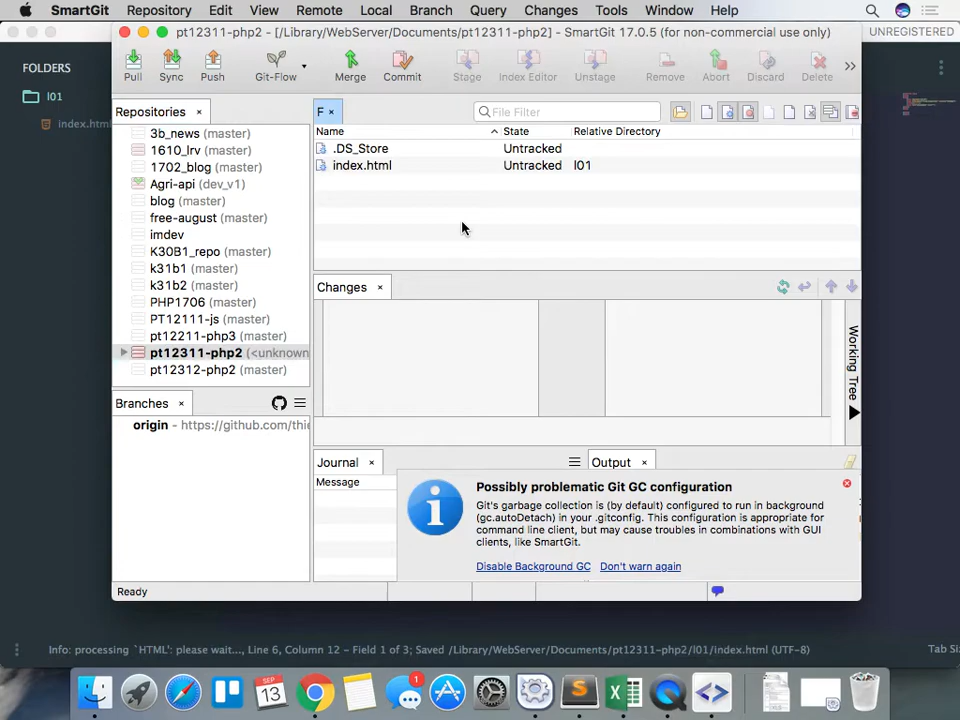 SmartGit Repository Edit View Remote Local Branch Query Changes Tools Window Help
pt12311-php2 - [/Library/WebServer/Documents/pt12311-php2] - SmartGit 17.0.5 (for non-commercial use only)
UNREGISTERED
FOLDERS
l01
index.html
Pull Sync Push Git-Flow Merge Commit Stage Index Editor Unstage Remove Abort Discard Delete
Repositories
F
File Filter
Name State Relative Directory
.DS_Store Untracked
index.html Untracked l01
3b_news (master)
1610_lrv (master)
1702_blog (master)
Agri-api (dev_v1)
blog (master)
free-august (master)
imdev
K30B1_repo (master)
k31b1 (master)
k31b2 (master)
PHP1706 (master)
PT12111-js (master)
pt12211-php3 (master)
pt12311-php2 (<unknown
pt12312-php2 (master)
Changes
Working Tree
Branches
origin - https://github.com/thi
Journal
Output
Message
Possibly problematic Git GC configuration
Git's garbage collection is (by default) configured to run in background
(gc.autoDetach) in your .gitconfig. This configuration is appropriate for
command line client, but may cause troubles in combinations with GUI
clients, like SmartGit.
Disable Background GC Don't warn again
Ready
Info: processing `HTML': please wait..., Line 6, Column 12 - Field 1 of 3; Saved /Library/WebServer/Documents/pt12311-php2/l01/index.html (UTF-8)
Tab Si
SEP
13
1